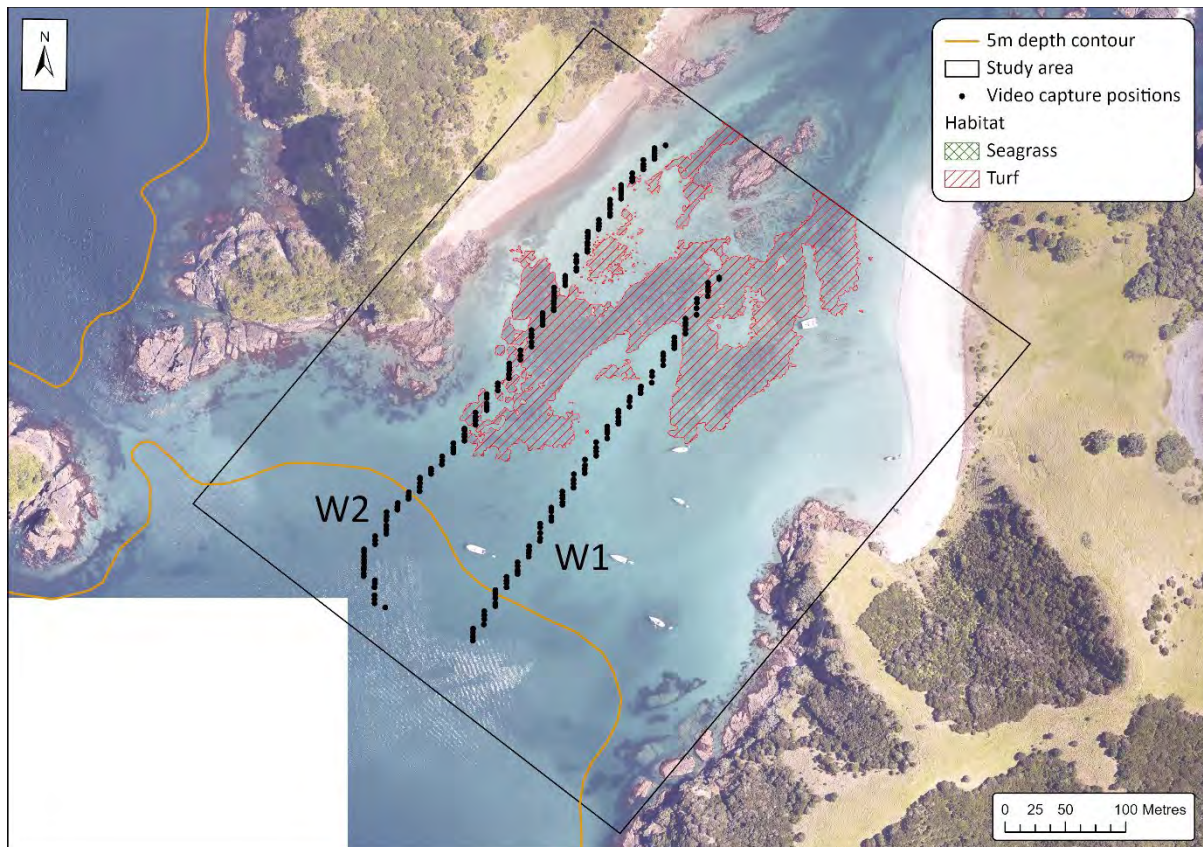 N
5m depth contour
Study area
Video capture positions
Habitat
Seagrass
Turf
W2
W1
0 25 50 100 Metres